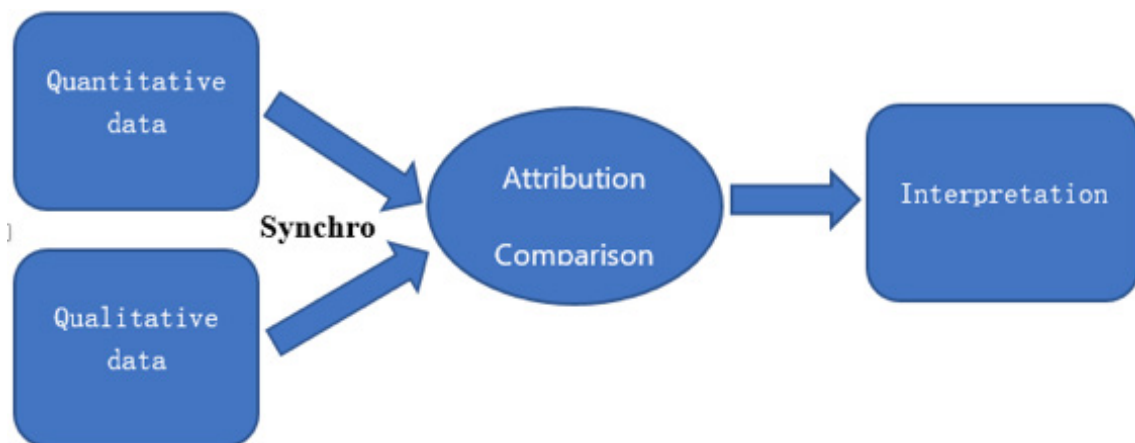 Quantitative
data
Synchro
Qualitative
data
Attribution
Comparison
Interpretation